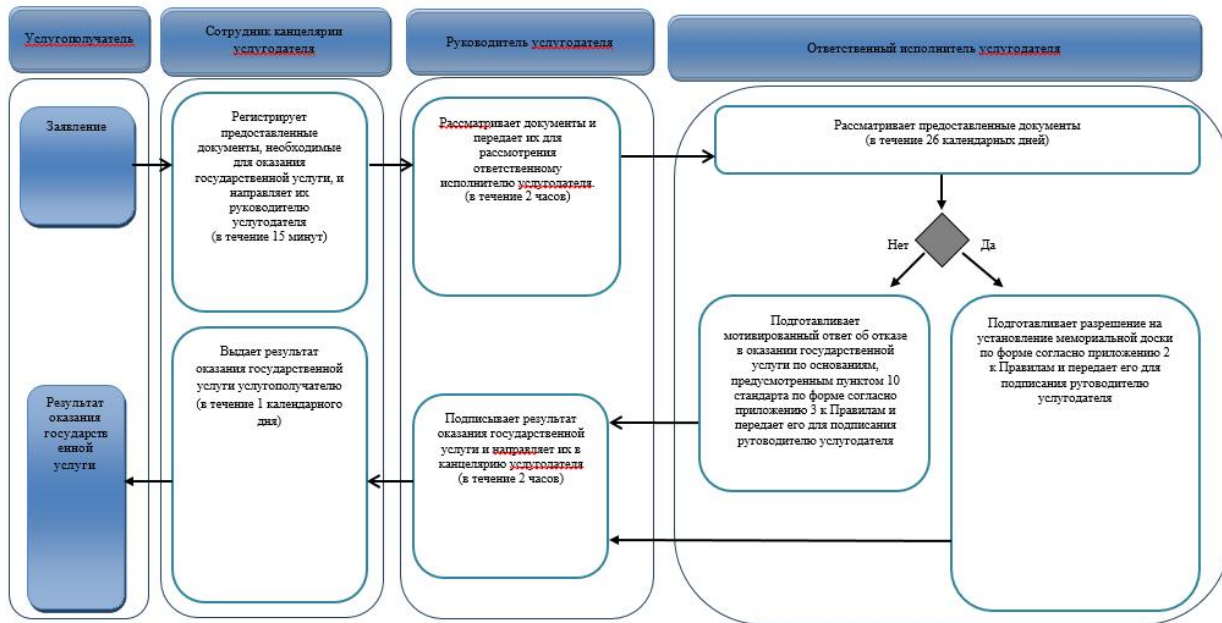 Услугополучатель
Сотрудник канцелярии
услугодателя
Руководитель услугодателя
Ответственный исполнитель услугодателя
Заявление
Регистрирует
предоставленные
документы, необходимые
для оказания
государственной услуги, и
направляет их
руководителю
услугодателя
(в течение 15 минут)
Рассматривает документы и
передает их для
рассмотрения
ответственному
исполнителю услугодателя.
(в течение 2 часов)
Рассматривает предоставленные документы
(в течение 26 календарных дней)
Нет
Да
Подготавливает
мотивированный ответ об отказе
в оказании государственной
услуги по основаниям,
предусмотренным пунктом 10
стандарта по форме согласно
приложению 3 к Правилам и
передает его для подписания
руговодителю услугодателя
Подготавливает разрешение на
установление мемориальной доски
по форме согласно приложению 2
к Правилам и передает его для
подписания руговодителю
услугодателя
Подписывает результат
оказания государственной
услуги и направляет их в
канцелярию услугодателя
(в течение 2 часов)
Выдает результат
оказания государственной
услуги услугополучателю
(в течение 1 календарного
дня)
Результат
оказания
государств
енной
услуги